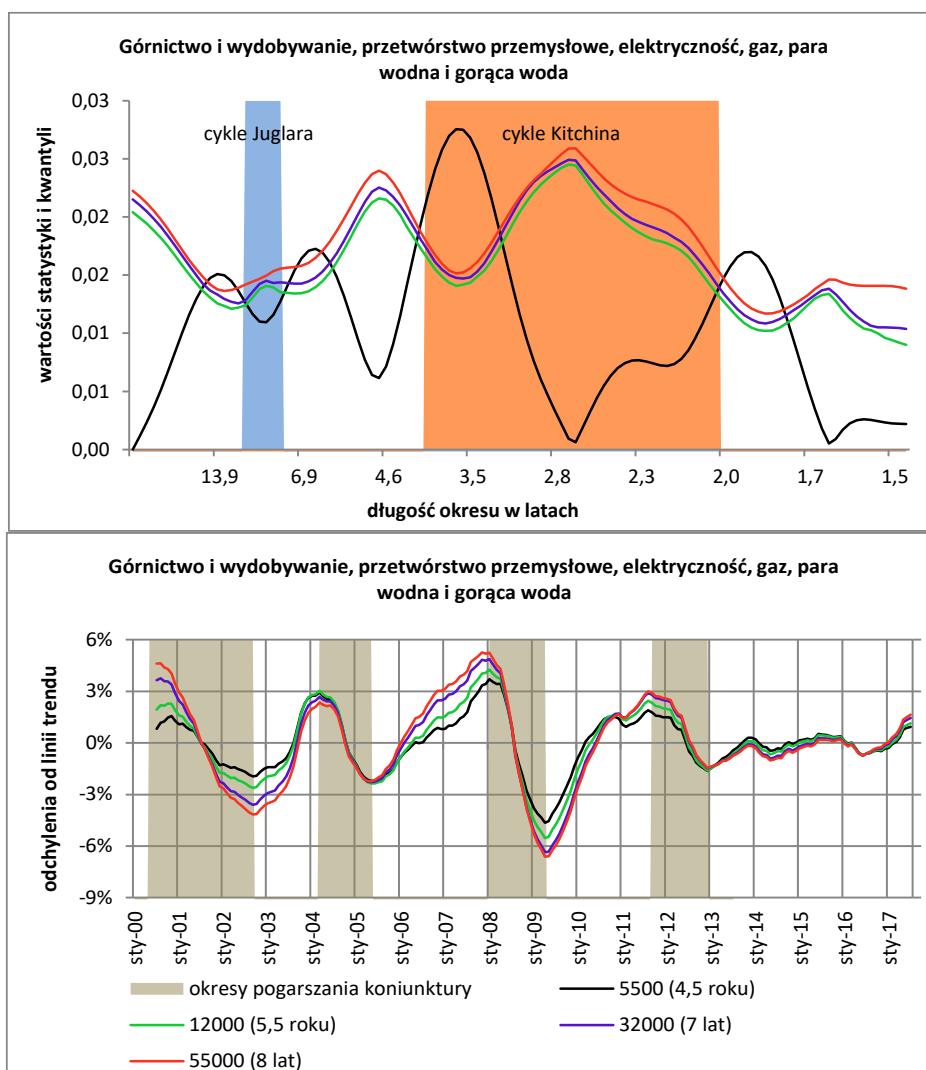 Górnictwo i wydobywanie, przetwórstwo przemysłowe, elektryczność, gaz, para
wodna i gorąca woda
cykle Juglara
cykle Kitchina
wartości statystyki i kwantyli
0,03
0,03
0,02
0,02
0,01
0,01
0,00
13,9 6,9 4,6 3,5 2,8 2,3 2,0 1,7 1,5
długość okresu w latach
Górnictwo i wydobywanie, przetwórstwo przemysłowe, elektryczność, gaz, para
wodna i gorąca woda
odchylenia od linii trendu
6%
3%
0%
-3%
-6%
-9%
sty-00 sty-01 sty-02 sty-03 sty-04 sty-05 sty-06 sty-07 sty-08 sty-09 sty-10 sty-11 sty-12 sty-13 sty-14 sty-15 sty-16 sty-17
okresy pogarszania koniunktury
5500 (4,5 roku)
12000 (5,5 roku)
32000 (7 lat)
55000 (8 lat)